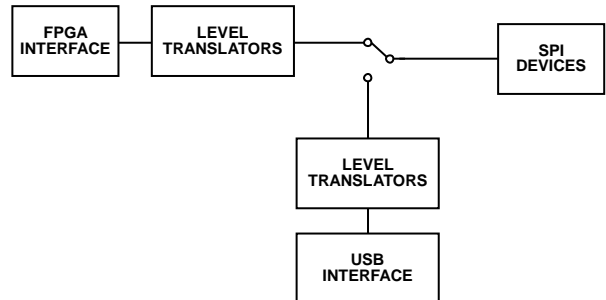 FPGA
INTERFACE
LEVEL
TRANSLATORS
SPI
DEVICES
LEVEL
TRANSLATORS
USB
INTERFACE